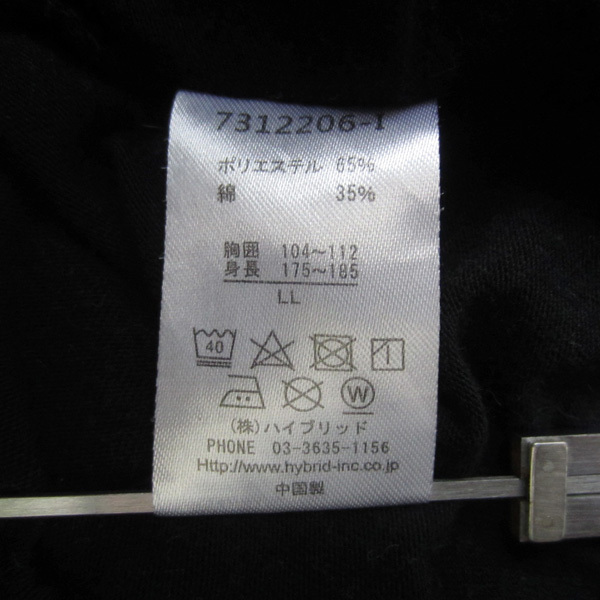 7312206-1
ポリエステル 65%
綿 35%
胸囲 104～112
身長 175～185
LL
40
W
(株)ハイブリッド
PHONE 03-3635-1156
Http://www.hybrid-inc.co.jp
中国製